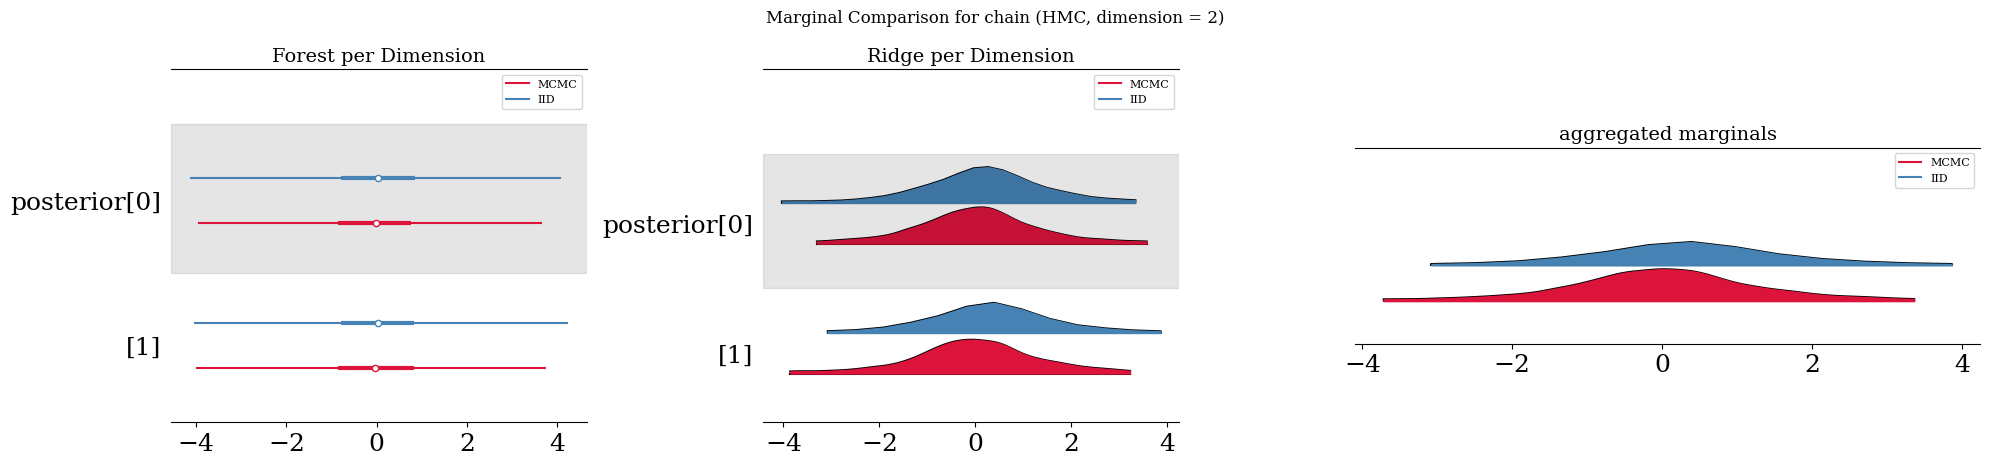 Marginal Comparison for chain (HMC, dimension = 2)
Forest per Dimension
MCMC
IID
posterior[0]
[1]
−4 −2 0 2 4
Ridge per Dimension
MCMC
IID
posterior[0]
[1]
−4 −2 0 2 4
aggregated marginals
MCMC
IID
−4 −2 0 2 4